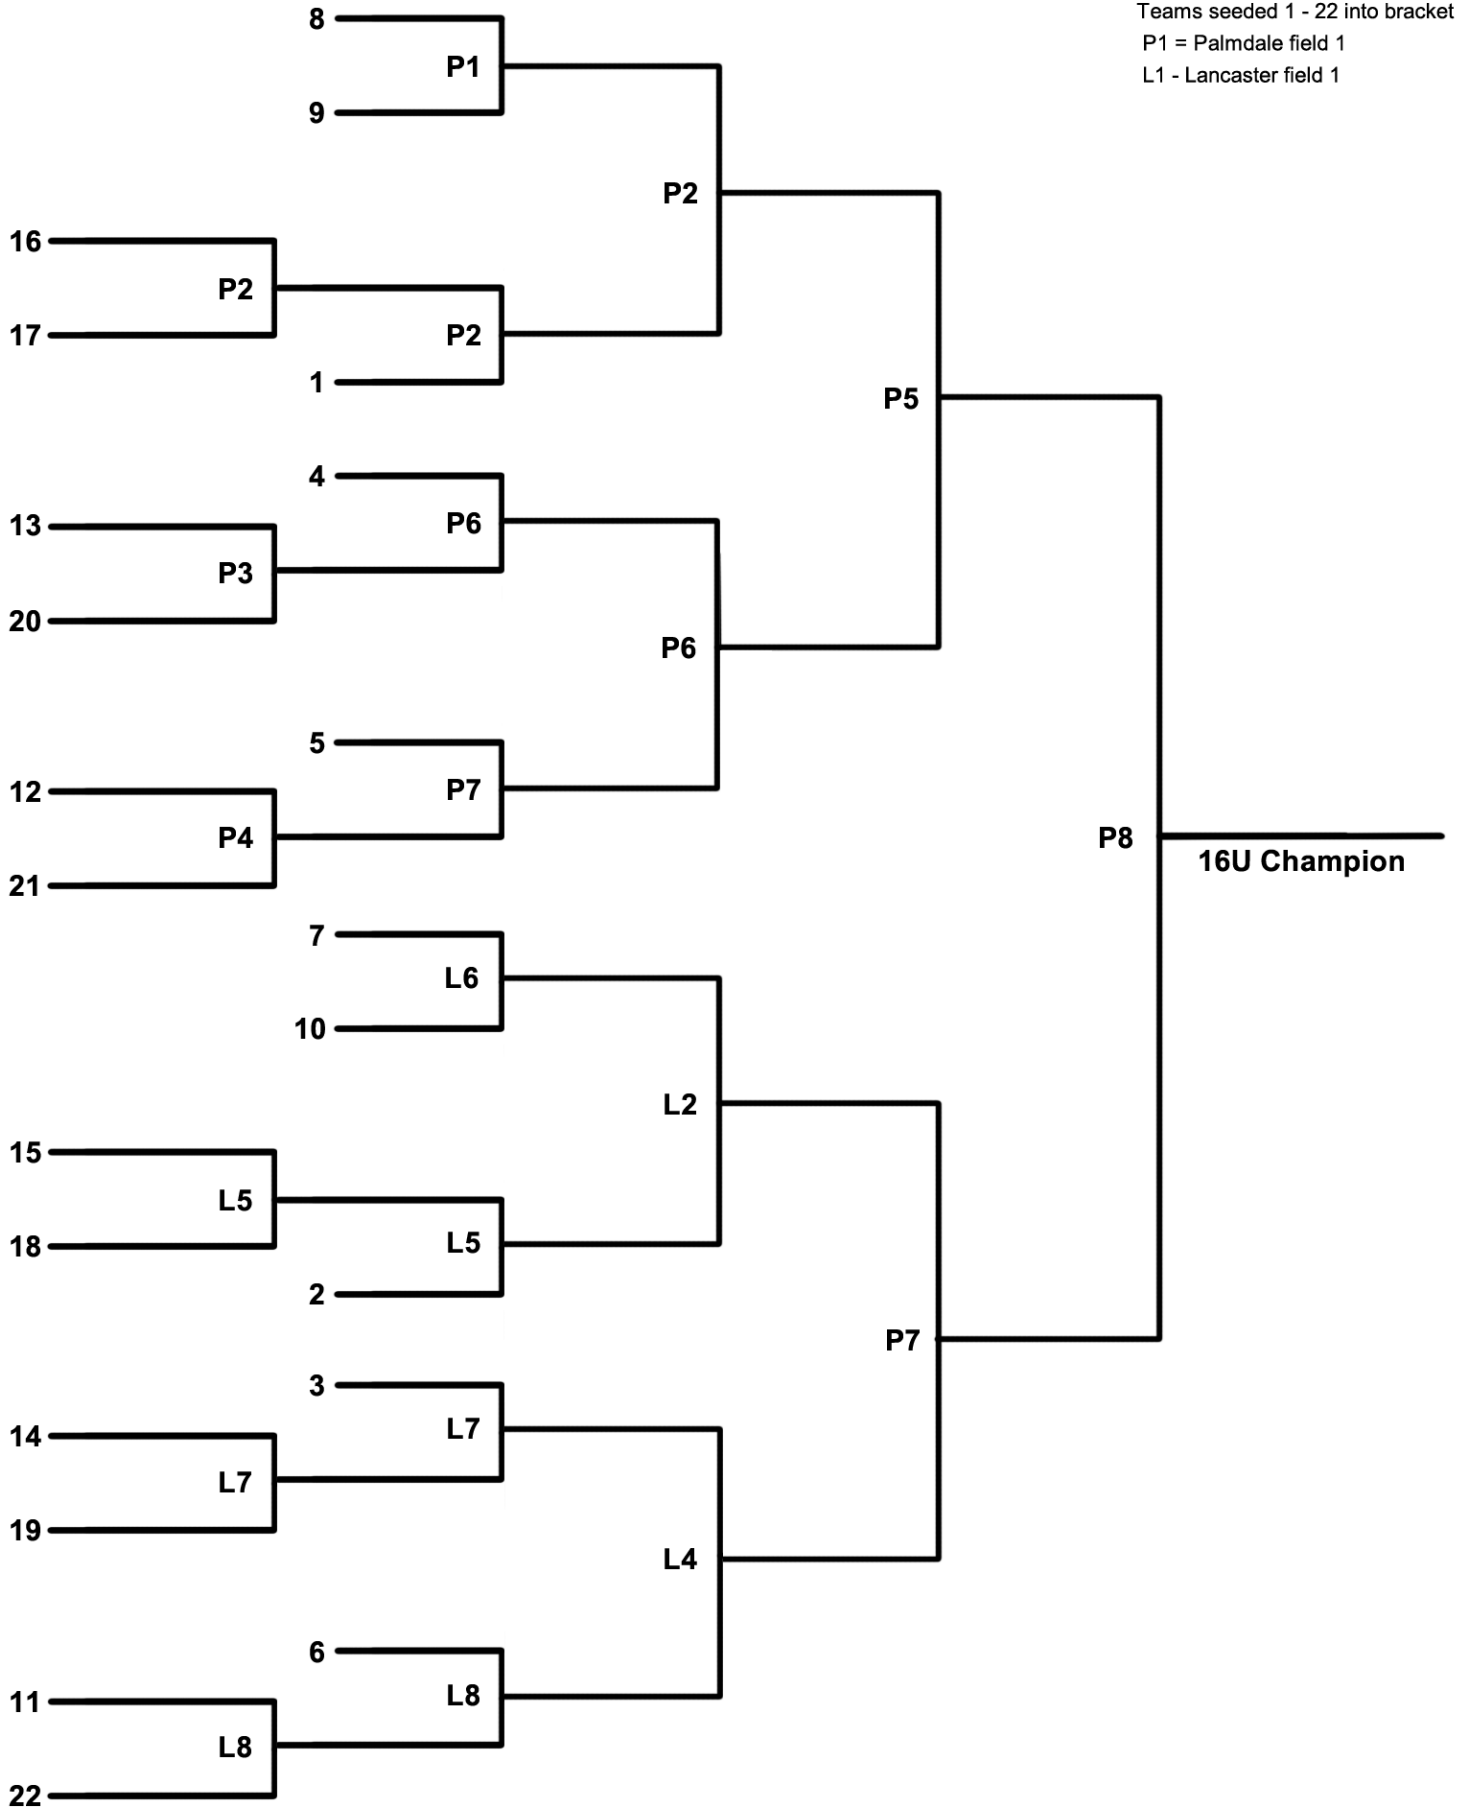 Teams seeded 1 - 22 into bracket
P1 = Palmdale field 1
L1 - Lancaster field 1
8
P1
9
P2
16
P2
17
P2
1
P5
4
13
P6
P3
20
P6
5
12
P7
P4
21
P8
16U Champion
7
L6
10
L2
15
L5
18
L5
2
P7
3
14
L7
L7
19
L4
6
11
L8
L8
22